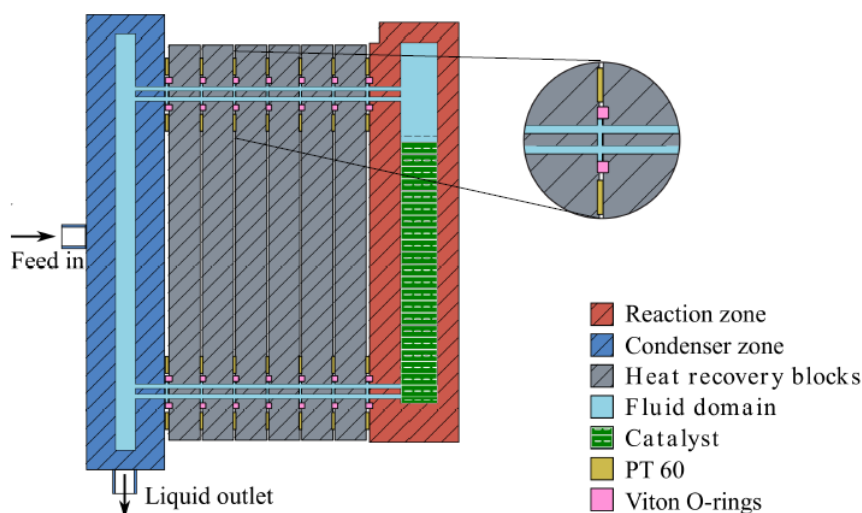 Feed in
Liquid outlet
Reaction zone
Condenser zone
Heat recovery blocks
Fluid domain
Catalyst
PT 60
Viton O-rings